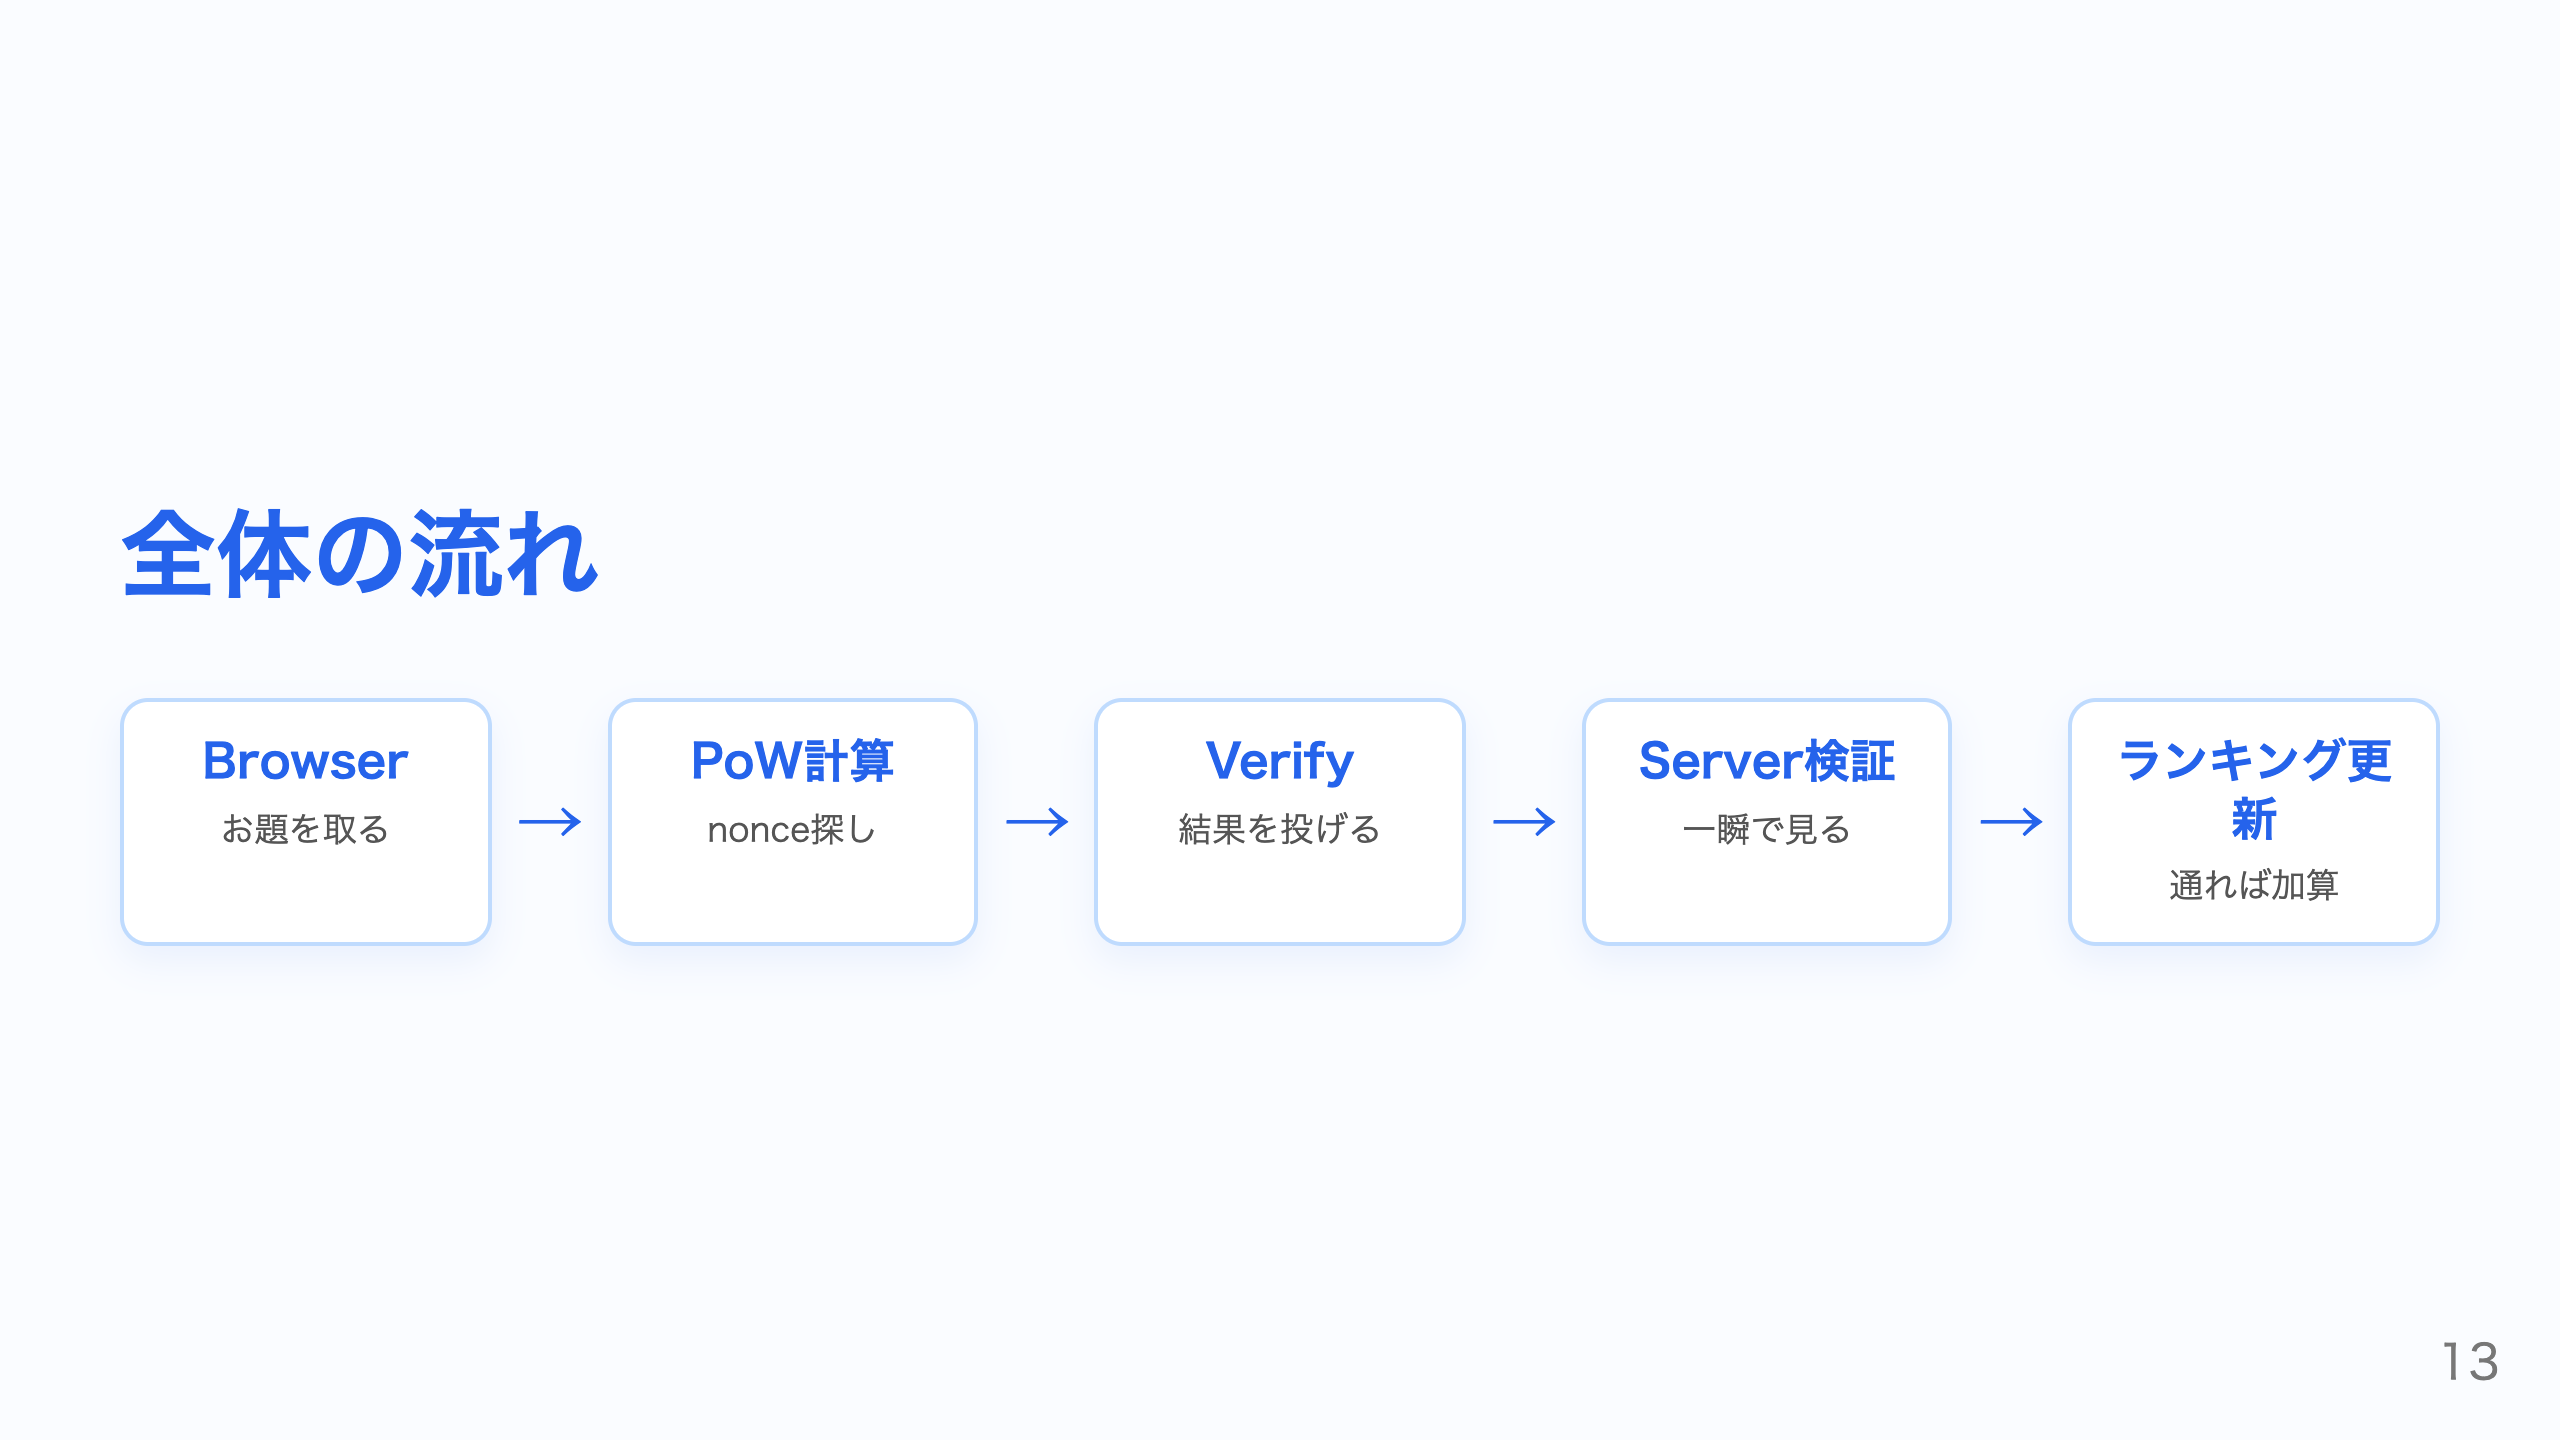 全体の流れ
Browser
お題を取る
→
PoW計算
nonce探し
→
Verify
結果を投げる
→
Server検証
一瞬で見る
→
ランキング更
新
通れば加算
13